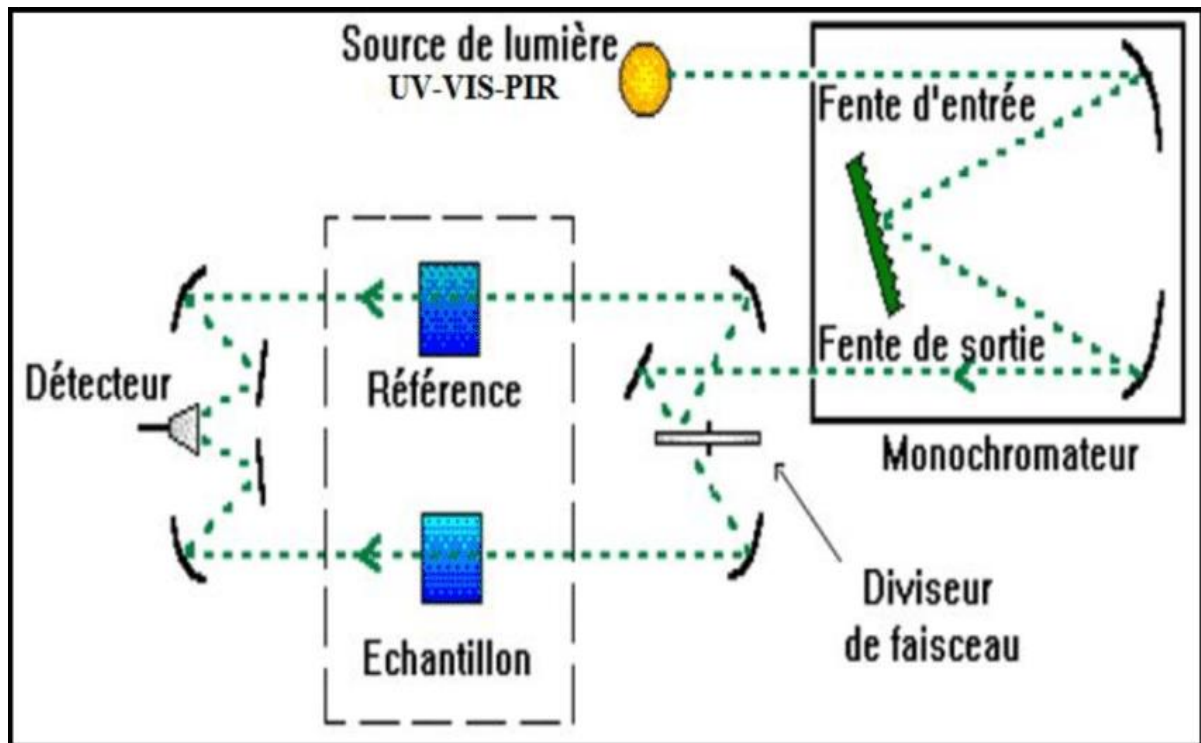 Source de lumière
UV-VIS-PIR
Fente d'entrée
Fente de sortie
Monochromateur
Détecteur
Référence
Echantillon
Diviseur
de faisceau